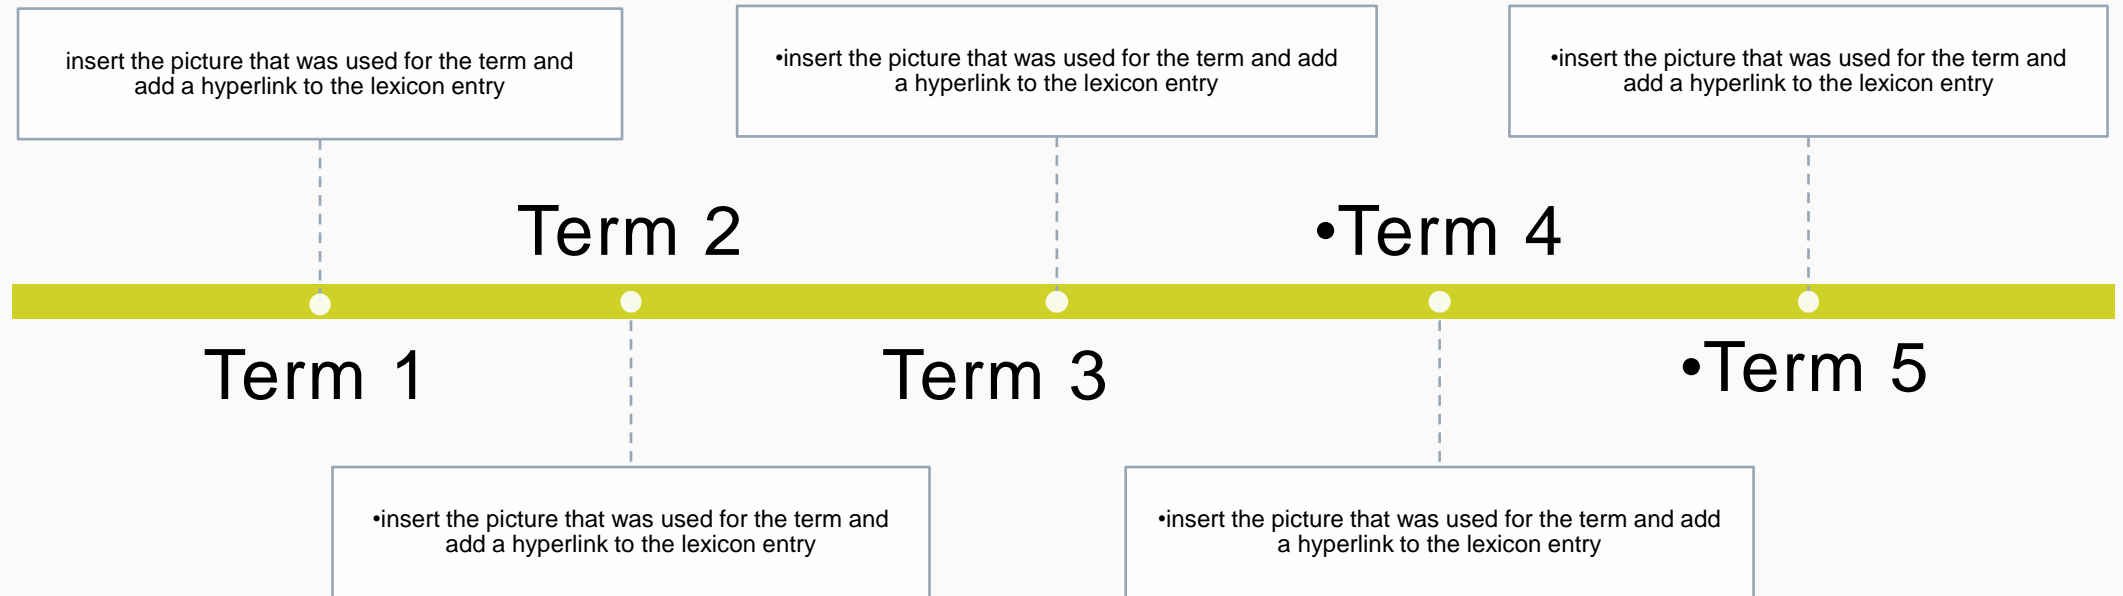 insert the picture that was used for the term and
add a hyperlink to the lexicon entry
•insert the picture that was used for the term and add
a hyperlink to the lexicon entry
•insert the picture that was used for the term and
add a hyperlink to the lexicon entry
Term 2
•Term 4
Term 1
Term 3
•Term 5
•insert the picture that was used for the term and
add a hyperlink to the lexicon entry
•insert the picture that was used for the term and add
a hyperlink to the lexicon entry